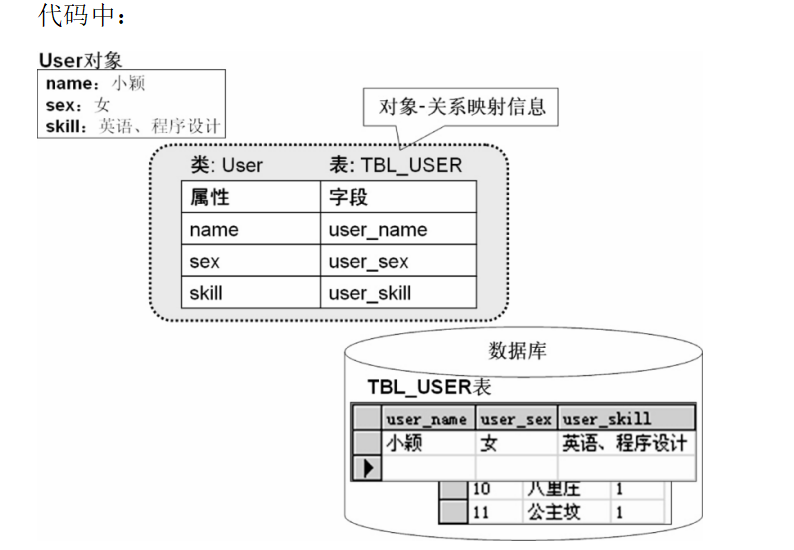 代码中：
User对象
name：小颖
sex：女
skill：英语、程序设计
对象-关系映射信息
类: User 表: TBL_USER
属性 字段
name user_name
sex user_sex
skill user_skill
数据库
TBL_USER表
user_name user_sex user_skill
小颖 女 英语、程序设计
10 八里庄 1
11 公主坟 1